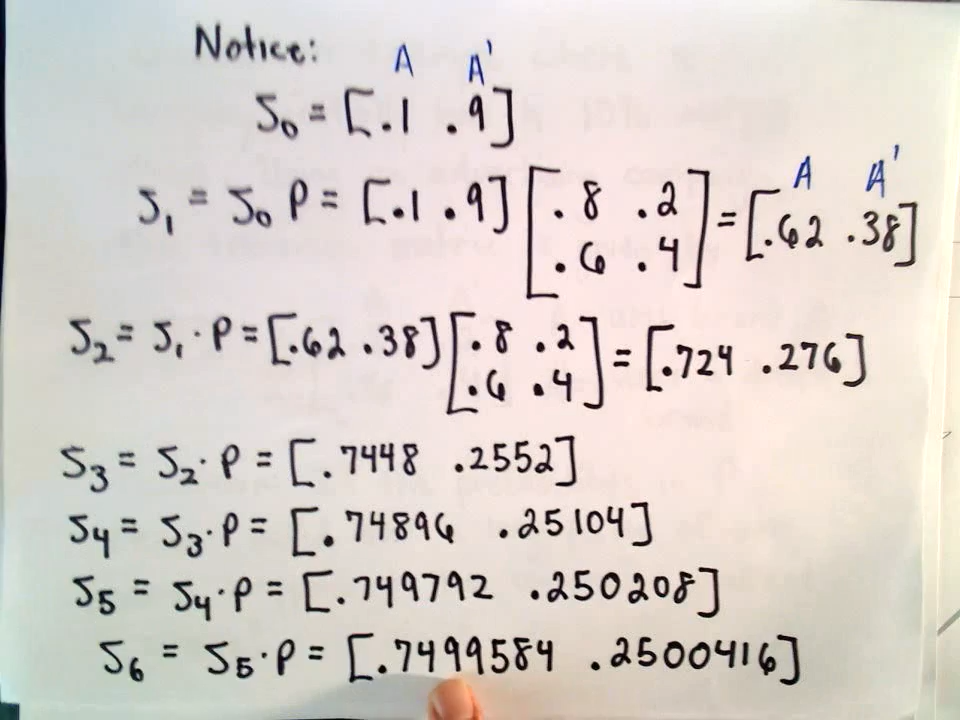 Notice:
A A'
S₀ = [.1 .9]
A A'
S₁ = S₀ P = [.1 .9] [.8 .2 = [.62 .38]
.6 .4]
S₂ = S₁ · P = [.62 .38] [.8 .2 = [.724 .276]
.6 .4]
S₃ = S₂ · P = [.7448 .2552]
S₄ = S₃ · P = [.74896 .25104]
S₅ = S₄ · P = [.749792 .250208]
S₆ = S₅ · P = [.7499584 .2500416]